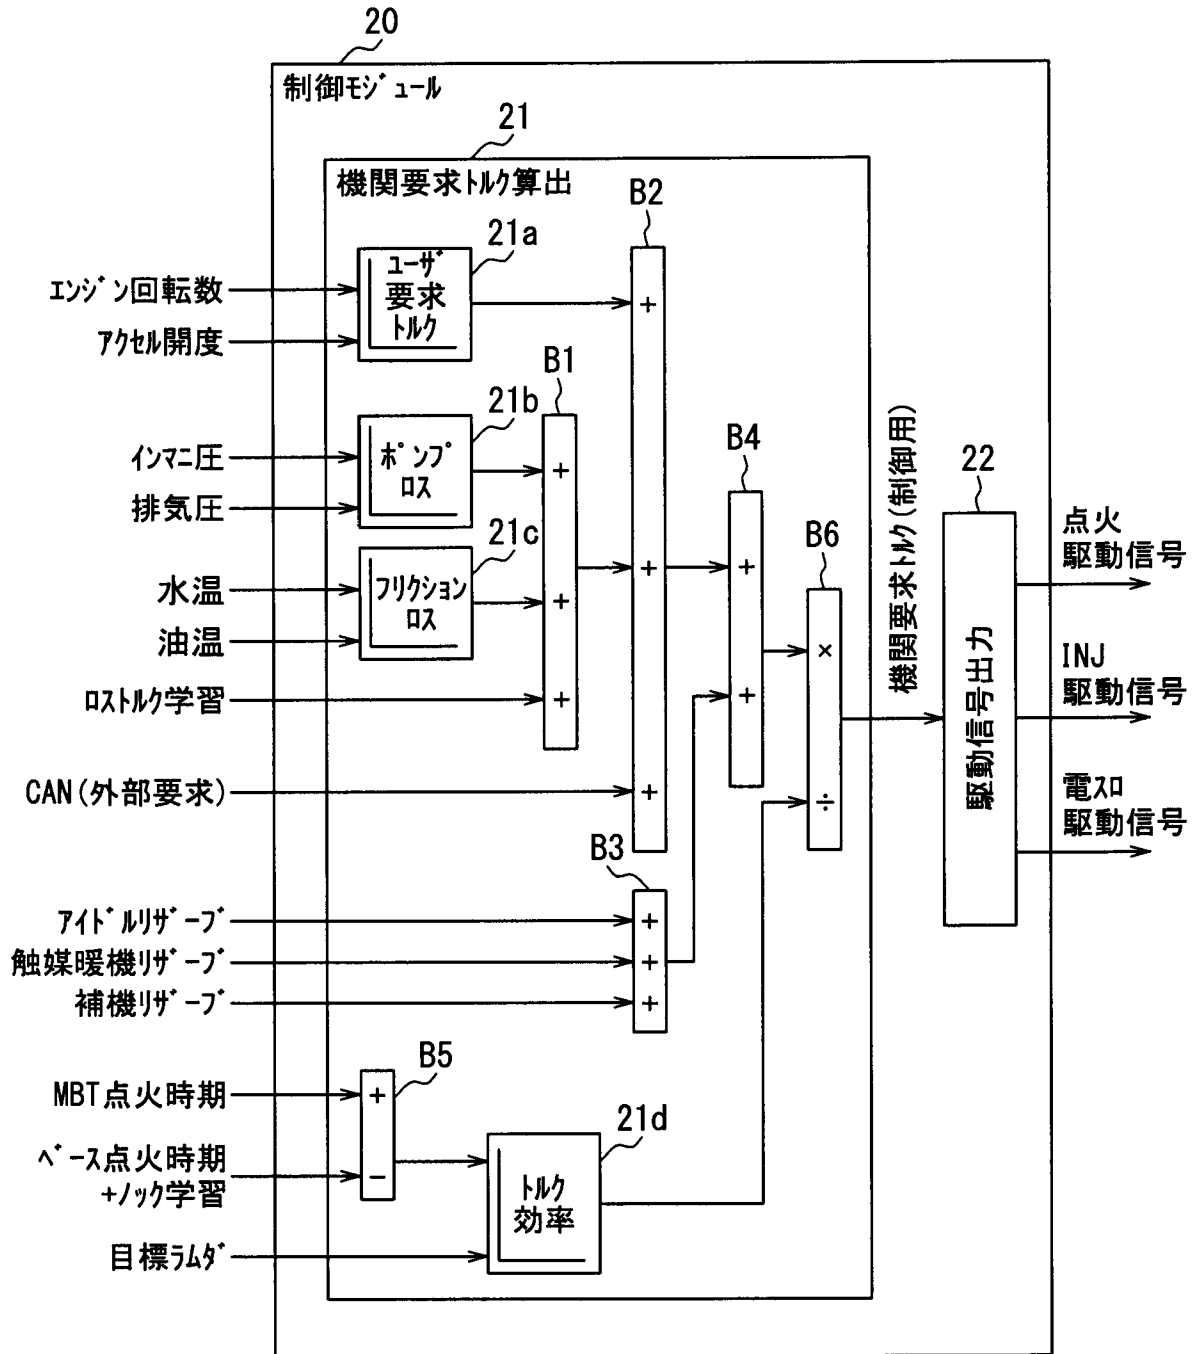 20
制御ﾓｼﾞｭｰﾙ
21
機関要求ﾄﾙｸ算出
B2
21a
ﾕｰｻﾞ
要求
ﾄﾙｸ
+
ｴﾝｼﾞﾝ回転数
ｱｸｾﾙ開度
B1
21b
ﾎﾟﾝﾌﾟ
ﾛｽ
+
ｲﾝﾏﾆ圧
排気圧
B4
機関要求ﾄﾙｸ(制御用)
22
21c
ﾌﾘｸｼｮﾝ
ﾛｽ
+
+
+
B6
点火
駆動信号
水温
油温
×
+
駆動信号出力
INJ
駆動信号
ﾛｽﾄﾙｸ学習
+
CAN(外部要求)
+
÷
電ｽﾛ
駆動信号
B3
ｱｲﾄﾞﾙﾘｻﾞｰﾌﾞ
+
触媒暖機ﾘｻﾞｰﾌﾞ
+
補機ﾘｻﾞｰﾌﾞ
+
B5
MBT点火時期
+
ﾍﾞｰｽ点火時期
+ﾉｯｸ学習
−
21d
ﾄﾙｸ
効率
目標ﾗﾑﾀﾞ